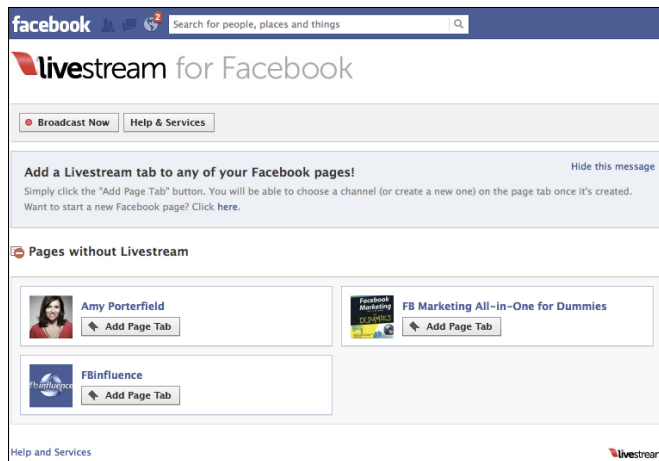 facebook
2
Search for people, places and things
livestream for Facebook
Broadcast Now
Help & Services
Add a Livestream tab to any of your Facebook pages!
Hide this message
Simply click the "Add Page Tab" button. You will be able to choose a channel (or create a new one) on the page tab once it's created.
Want to start a new Facebook page? Click here.
Pages without Livestream
Amy Porterfield
Add Page Tab
Facebook
Marketing
DUMMIES
FB Marketing All-in-One for Dummies
Add Page Tab
fbinfluence
FBinfluence
Add Page Tab
Help and Services
livestream